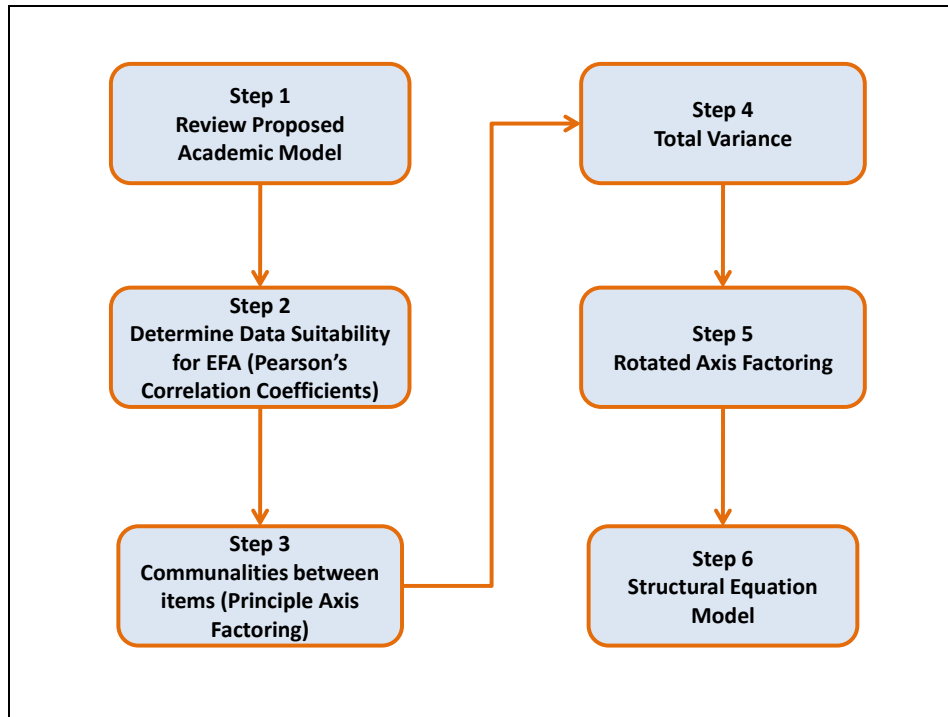 Step 1
Review Proposed
Academic Model
Step 2
Determine Data Suitability
for EFA (Pearson’s
Correlation Coefficients)
Step 3
Communalities between
items (Principle Axis
Factoring)
Step 4
Total Variance
Step 5
Rotated Axis Factoring
Step 6
Structural Equation
Model